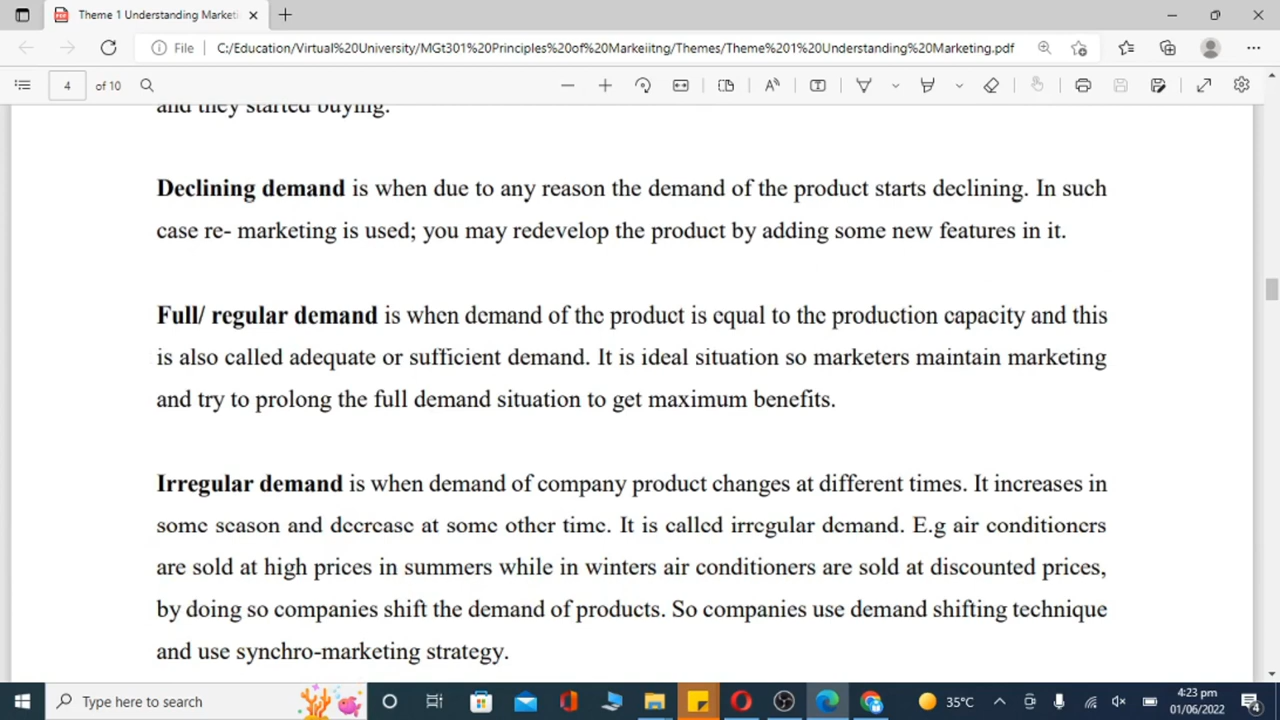 Theme 1 Understanding Marketi
File
C:/Education/Virtual%20University/MGt301%20Principles%20of%20Markeiitng/Themes/Theme%201%20Understanding%20Marketing.pdf
4 of 10
and they started buying.
Declining demand is when due to any reason the demand of the product starts declining. In such
case re- marketing is used; you may redevelop the product by adding some new features in it.
Full/ regular demand is when demand of the product is equal to the production capacity and this
is also called adequate or sufficient demand. It is ideal situation so marketers maintain marketing
and try to prolong the full demand situation to get maximum benefits.
Irregular demand is when demand of company product changes at different times. It increases in
some season and decrease at some other time. It is called irregular demand. E.g air conditioners
are sold at high prices in summers while in winters air conditioners are sold at discounted prices,
by doing so companies shift the demand of products. So companies use demand shifting technique
and use synchro-marketing strategy.
Type here to search
35°C
4:23 pm
01/06/2022
4